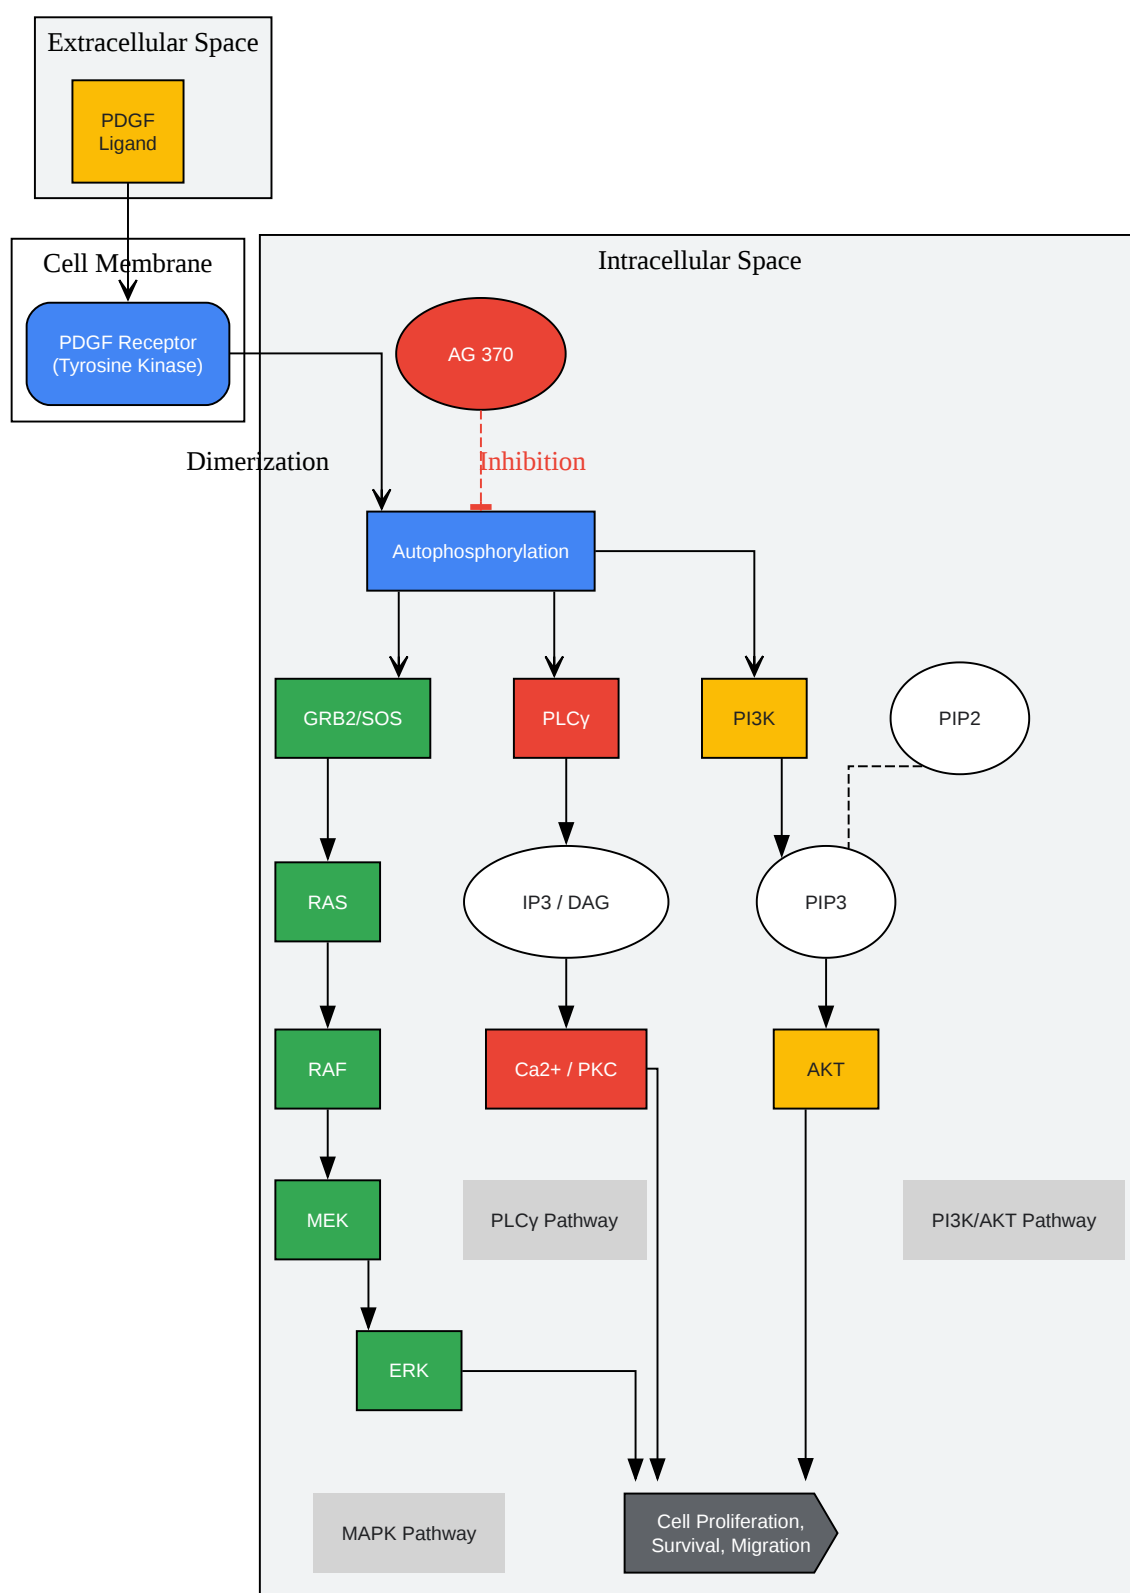 Extracellular Space
PDGF
Ligand
Cell Membrane
Intracellular Space
PDGF Receptor
(Tyrosine Kinase)
AG 370
Dimerization
Inhibition
Autophosphorylation
GRB2/SOS
PLCγ
PI3K
PIP2
RAS
IP3 / DAG
PIP3
RAF
Ca2+ / PKC
AKT
MEK
PLCγ Pathway
PI3K/AKT Pathway
ERK
MAPK Pathway
Cell Proliferation,
Survival, Migration